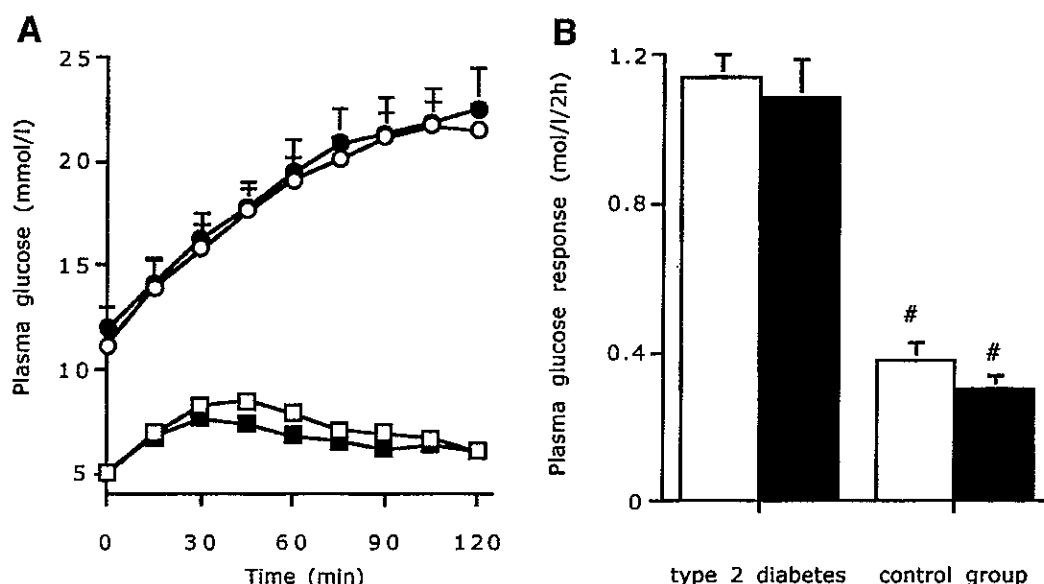 A
Plasma glucose (mmol/l)
25
20
15
10
5
0
30
60
90
120
Time (min)
B
Plasma glucose response (mol/l/2h)
1.2
0.8
0.4
0
#
#
type 2 diabetes
control group